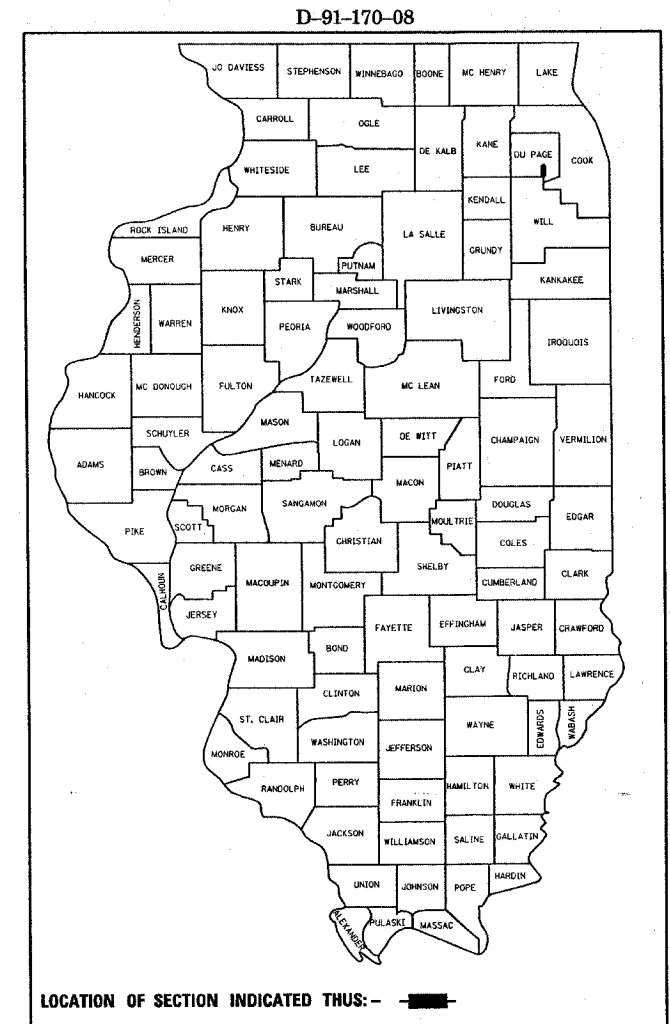 D-91-170-08
JO DAVIESS
STEPHENSON
WINNEBAGO
BOONE
MC HENRY
LAKE
CARROLL
OGLE
DE KALB
KANE
DU PAGE
COOK
WHITESIDE
LEE
KENDALL
WILL
ROCK ISLAND
HENRY
BUREAU
LA SALLE
GRUNDY
MERCER
PUTNAM
STARK
MARSHALL
KANKAKEE
HENDERSON
WARREN
KNOX
PEORIA
WOODFORD
LIVINGSTON
IROQUOIS
HANCOCK
MC DONOUGH
FULTON
TAZEWELL
MC LEAN
FORD
SCHUYLER
MASON
LOGAN
DE WITT
CHAMPAIGN
VERMILION
ADAMS
BROWN
CASS
MENARD
MACON
PIATT
PIKE
SCOTT
MORGAN
SANGAMON
CHRISTIAN
MOULTRIE
DOUGLAS
EDGAR
COLES
CALHOUN
GREENE
MACOUPIN
MONTGOMERY
SHELBY
CUMBERLAND
CLARK
JERSEY
FAYETTE
EFFINGHAM
JASPER
CRAWFORD
MADISON
BOND
CLAY
RICHLAND
LAWRENCE
CLINTON
MARION
ST. CLAIR
WAYNE
EDWARDS
WABASH
MONROE
WASHINGTON
JEFFERSON
RANDOLPH
PERRY
HAMILTON
WHITE
FRANKLIN
JACKSON
WILLIAMSON
SALINE
GALLATIN
UNION
JOHNSON
POPE
HARDIN
ALEXANDER
PULASKI
MASSAC
LOCATION OF SECTION INDICATED THUS:-